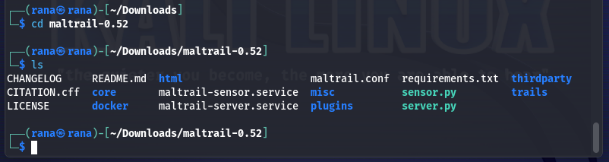 ┌──(rana㉿rana)-[~/Downloads]
└─$ cd maltrail-0.52
┌──(rana㉿rana)-[~/Downloads/maltrail-0.52]
└─$ ls
CHANGELOG README.md html maltrail.conf requirements.txt thirdparty
CITATION.cff core maltrail-sensor.service misc sensor.py trails
LICENSE docker maltrail-server.service plugins server.py
┌──(rana㉿rana)-[~/Downloads/maltrail-0.52]
└─$